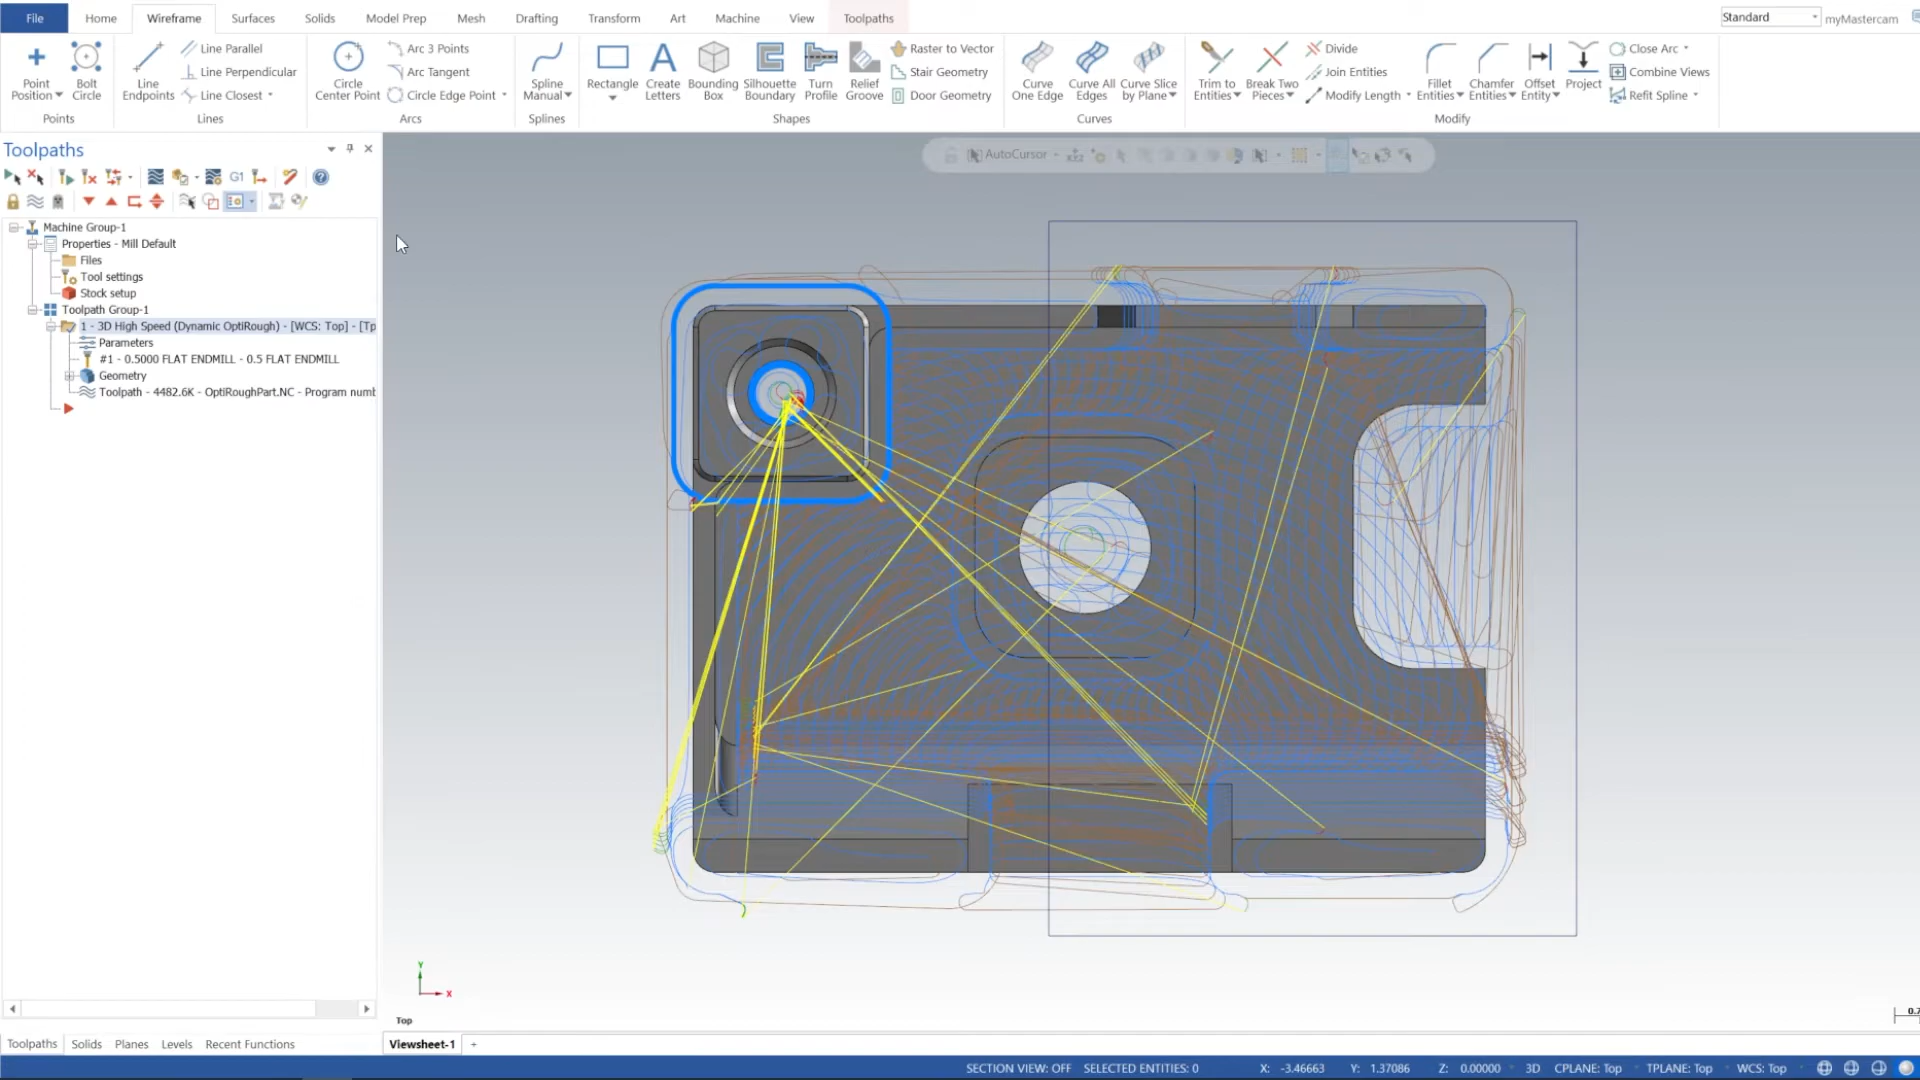 File Home Wireframe Surfaces Solids Model Prep Mesh Drafting Transform Art Machine View Toolpaths Standard myMastercam
Point Position
Bolt Circle
Points
Line Endpoints
Line Parallel
Line Perpendicular
Line Closest
Lines
Circle Center Point
Arc 3 Points
Arc Tangent
Circle Edge Point
Arcs
Spline Manual
Splines
Rectangle
Create Letters
Bounding Box
Silhouette Boundary
Turn Profile
Relief Groove
Raster to Vector
Stair Geometry
Door Geometry
Shapes
Curve One Edge
Curve All Edges
Curve Slice by Plane
Curves
Trim to Entities
Break Two Pieces
Divide
Join Entities
Modify Length
Fillet Entities
Chamfer Entities
Offset Entity
Project
Close Arc
Combine Views
Refit Spline
Modify
Toolpaths
G1
AutoCursor
XYZ
Machine Group-1
Properties - Mill Default
Files
Tool settings
Stock setup
Toolpath Group-1
1 - 3D High Speed (Dynamic OptiRough) - [WCS: Top] - [Tp
Parameters
#1 - 0.5000 FLAT ENDMILL - 0.5 FLAT ENDMILL
Geometry
Toolpath - 4482.6K - OptiRoughPart.NC - Program numb
Y
X
Top
Toolpaths Solids Planes Levels Recent Functions
Viewsheet-1 +
SECTION VIEW: OFF SELECTED ENTITIES: 0 X: -3.46663 Y: 1.37086 Z: 0.00000 3D CPLANE: Top TPLANE: Top WCS: Top